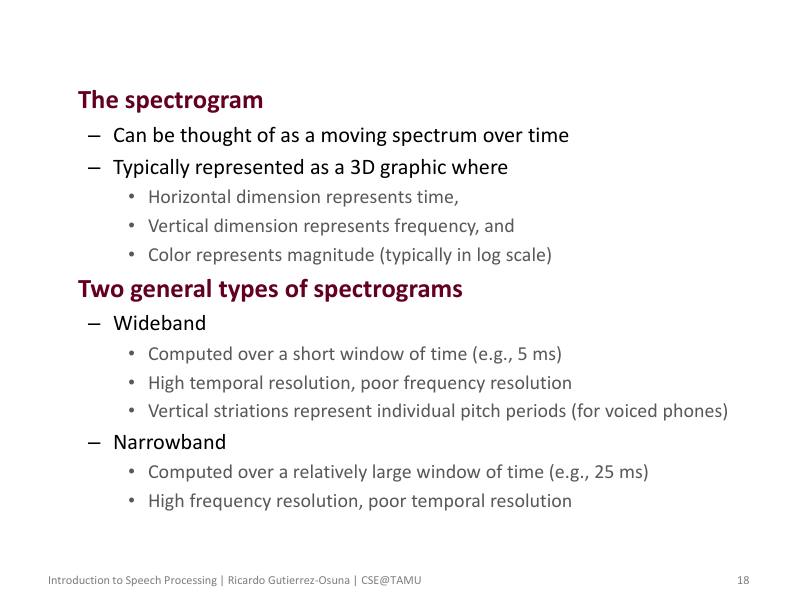 The spectrogram
– Can be thought of as a moving spectrum over time
– Typically represented as a 3D graphic where
• Horizontal dimension represents time,
• Vertical dimension represents frequency, and
• Color represents magnitude (typically in log scale)
Two general types of spectrograms
– Wideband
• Computed over a short window of time (e.g., 5 ms)
• High temporal resolution, poor frequency resolution
• Vertical striations represent individual pitch periods (for voiced phones)
– Narrowband
• Computed over a relatively large window of time (e.g., 25 ms)
• High frequency resolution, poor temporal resolution
Introduction to Speech Processing | Ricardo Gutierrez-Osuna | CSE@TAMU 18